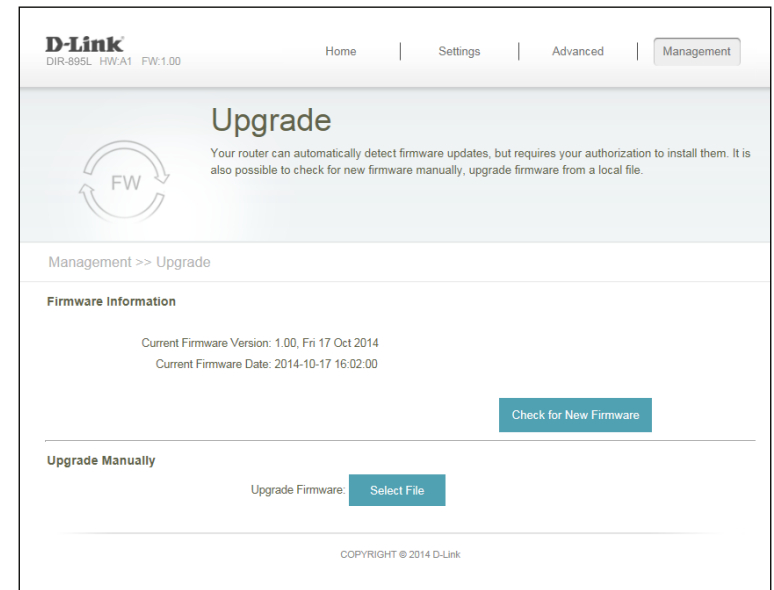 D-Link
DIR-895L HW:A1 FW:1.00
Home
Settings
Advanced
Management
Upgrade
Your router can automatically detect firmware updates, but requires your authorization to install them. It is
also possible to check for new firmware manually, upgrade firmware from a local file.
FW
Management >> Upgrade
Firmware Information
Current Firmware Version: 1.00, Fri 17 Oct 2014
Current Firmware Date: 2014-10-17 16:02:00
Check for New Firmware
Upgrade Manually
Upgrade Firmware: Select File
COPYRIGHT © 2014 D-Link